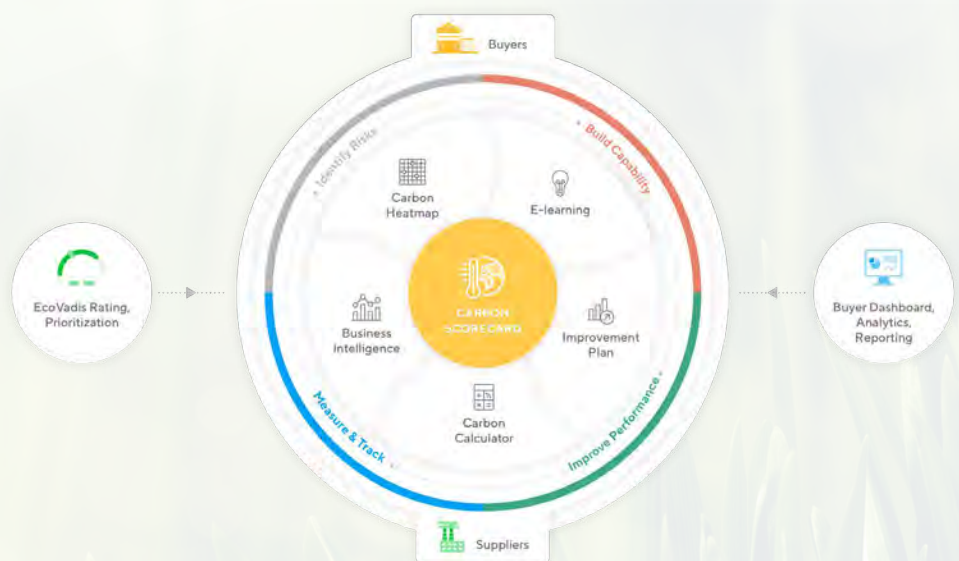 Buyers
• Identify Risks
• Build Capability
Carbon
Heatmap
E-learning
EcoVadis Rating,
Prioritization
CARBON
SCORECARD
Buyer Dashboard,
Analytics,
Reporting
Business
Intelligence
Improvement
Plan
Carbon
Calculator
Measure & Track •
Improve Performance •
Suppliers